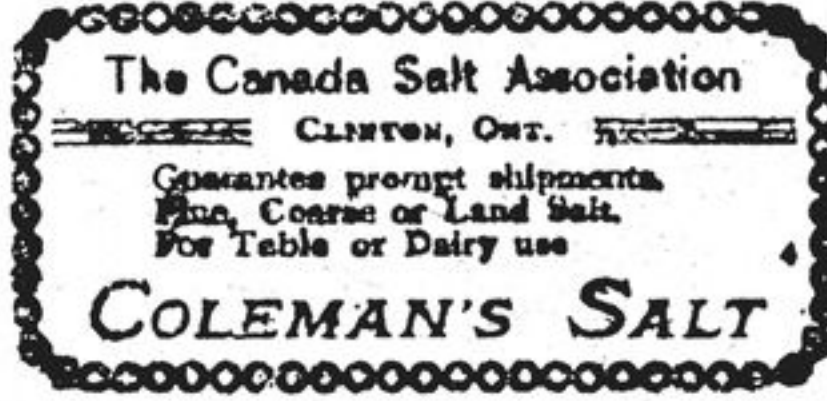 The Canada Salt Association
CLINTON, ONT.
Guarantee prompt shipments.
Fine, Coarse or Land Salt.
For Table or Dairy use
4
COLEMAN'S SALT